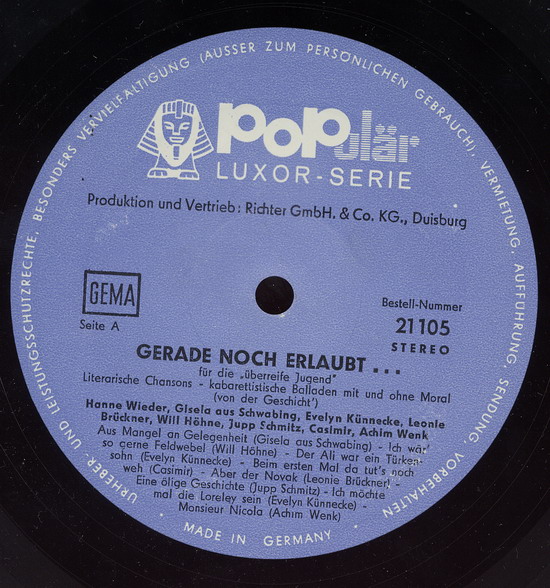 URHEBER- UND LEISTUNGSSCHUTZRECHTE, BESONDERS VERVIELFÄLTIGUNG (AUSSER ZUM PERSÖNLICHEN GEBRAUCH), VERMIETUNG, AUFFÜHRUNG, SENDUNG VORBEHALTEN
POPulär
LUXOR-SERIE
Produktion und Vertrieb: Richter GmbH. & Co. KG., Duisburg
GEMA
Seite A
Bestell-Nummer
21105
STEREO
GERADE NOCH ERLAUBT . . .
für die „überreife Jugend"
Literarische Chansons - kabarettistische Balladen mit und ohne Moral
(von der Geschicht')
Hanne Wieder, Gisela aus Schwabing, Evelyn Künnecke, Leonie
Brückner, Will Höhne, Jupp Schmitz, Casimir, Achim Wenk
Aus Mangel an Gelegenheit (Gisela aus Schwabing) - Ich wär'
so cerne Feldwebel (Will Höhne) - Der Ali war ein Türken-
sohn (Evelyn Künnecke) - Beim ersten Mal da tut's noch
weh (Casimir) - Aber der Novak (Leonie Brückner) -
Eine ölige Geschichte (Jupp Schmitz) - Ich möchte
mal die Loreley sein (Evelyn Künnecke) -
Monsieur Nicola (Achim Wenk)
MADE IN GERMANY